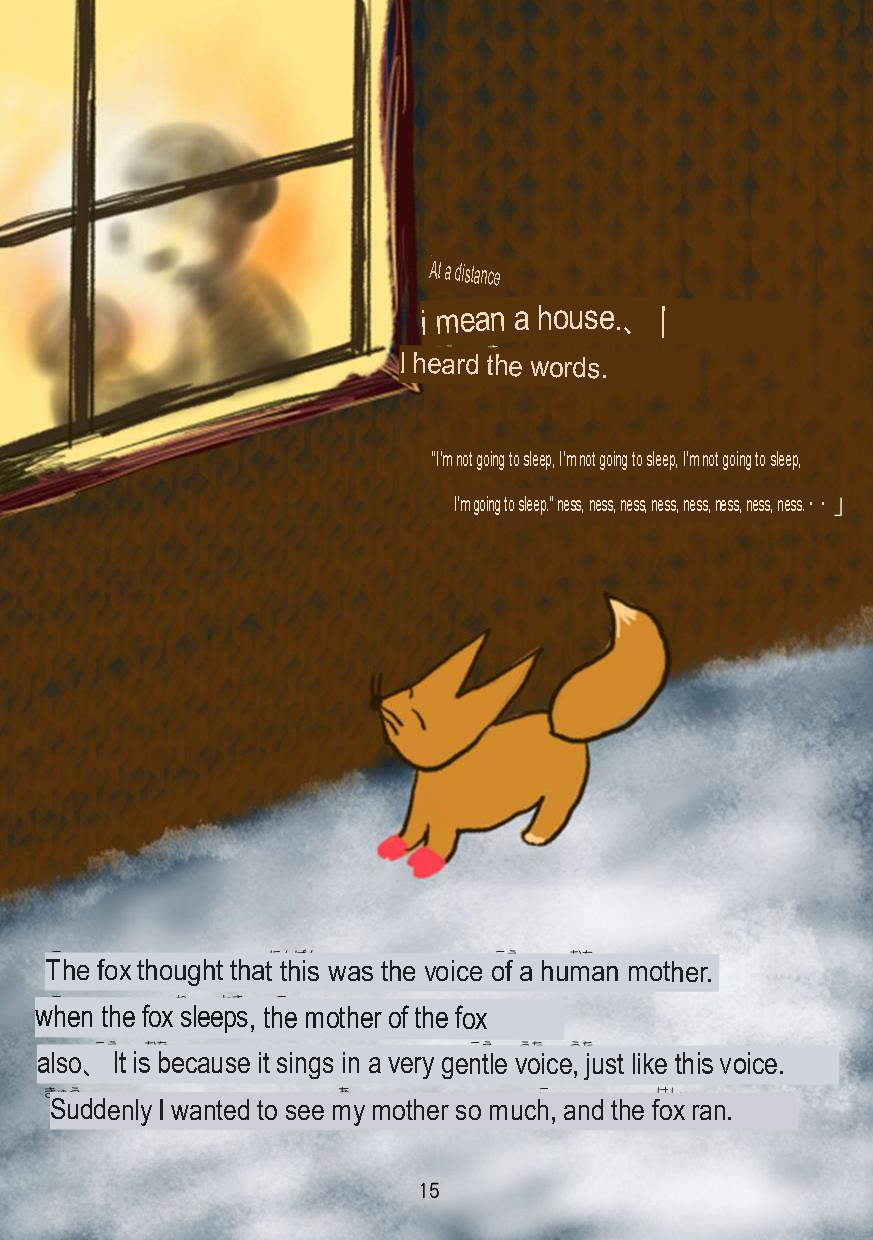 At a distance
i mean a house.、 |
I heard the words.
"I'm not going to sleep, I'm not going to sleep, I'm not going to sleep,
I'm going to sleep." ness, ness, ness, ness, ness, ness, ness, ness.・・」
The fox thought that this was the voice of a human mother.
when the fox sleeps, the mother of the fox
also、 It is because it sings in a very gentle voice, just like this voice.
Suddenly I wanted to see my mother so much, and the fox ran.
15